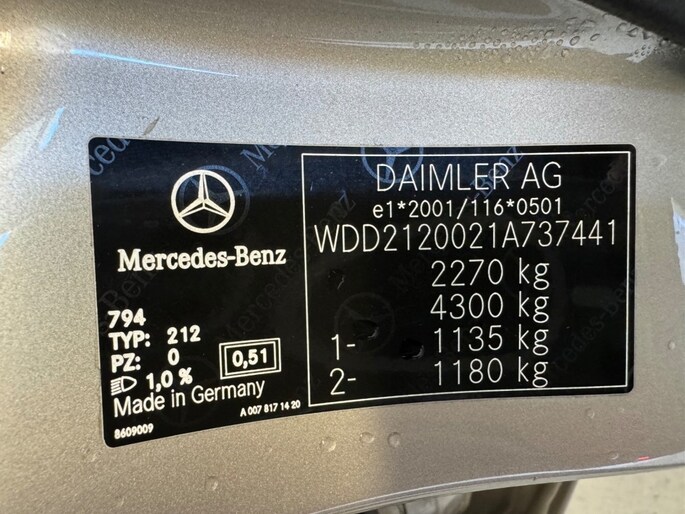 Mercedes-Benz
794
TYP: 212
PZ: 0
0,51
1,0 %
Made in Germany
A 007 817 14 20
8609009
DAIMLER AG
e1*2001/116*0501
WDD2120021A737441
2270 kg
4300 kg
1- 1135 kg
2- 1180 kg